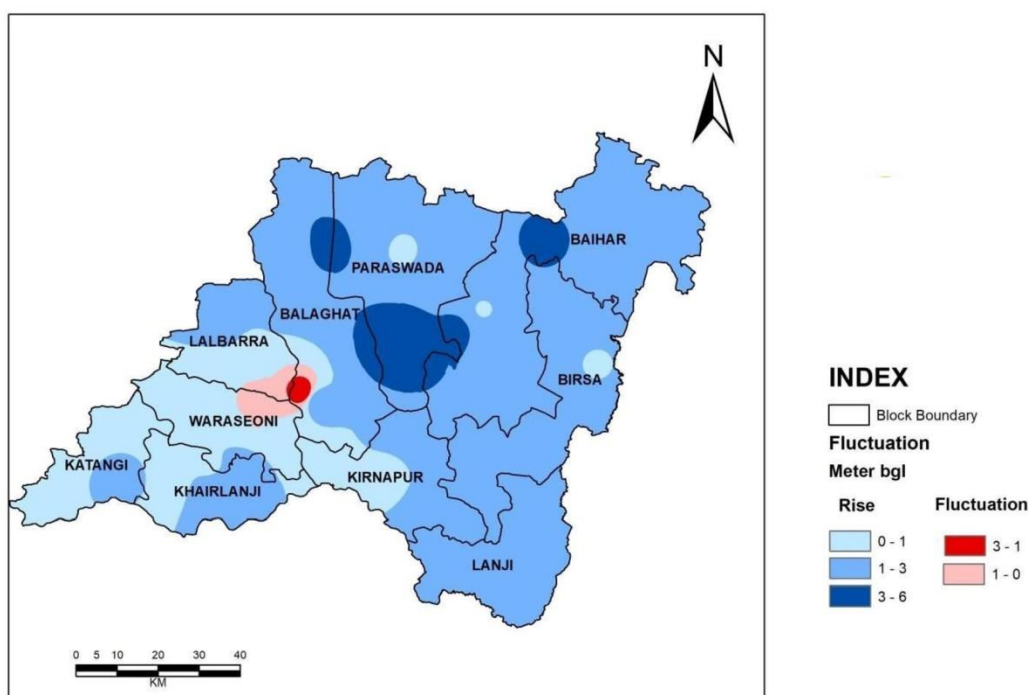 N
BAIHAR
PARASWADA
BALAGHAT
LALBARRA
BIRSA
WARASEONI
KATANGI
KIRNAPUR
KHAIRLANJI
LANJI
0 5 10 20 30 40
KM
INDEX
Block Boundary
Fluctuation
Meter bgl
Rise
0 - 1
1 - 3
3 - 6
Fluctuation
3 - 1
1 - 0